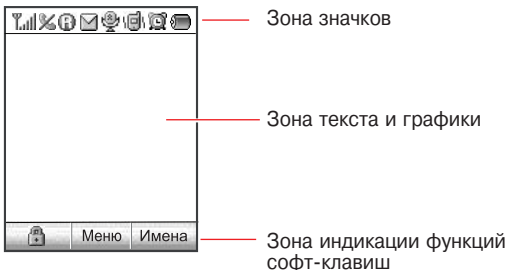 Зона значков
Зона текста и графики
Меню Имена
Зона индикации функций
софт-клавиш